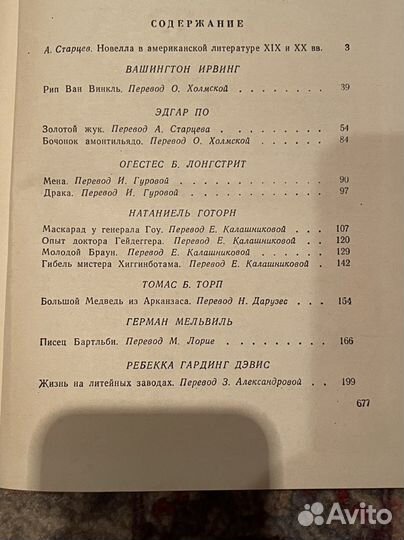 СОДЕРЖАНИЕ
А. Старцев. Новелла в американской литературе XIX и XX вв. 3
ВАШИНГТОН ИРВИНГ
Рип Ван Винкль. Перевод О. Холмской . . . . . . . . 39
ЭДГАР ПО
Золотой жук. Перевод А. Старцева . . . . . . . . . 54
Бочонок амонтильядо. Перевод О. Холмской . . . . . . 84
ОГЕСТЕС Б. ЛОНГСТРИТ
Мена. Перевод И. Гуровой . . . . . . . . . . . . 90
Драка. Перевод И. Гуровой . . . . . . . . . . . . 97
НАТАНИЕЛЬ ГОТОРН
Маскарад у генерала Гоу. Перевод Е. Калашниковой . . . 107
Опыт доктора Гейдеггера. Перевод Е. Калашниковой . . . 120
Молодой Браун. Перевод Е. Калашниковой . . . . . . . 129
Гибель мистера Хиггинботама. Перевод Е. Калашниковой . 142
ТОМАС Б. ТОРП
Большой Медведь из Арканзаса. Перевод Н. Дарузес . . . 154
ГЕРМАН МЕЛЬВИЛЬ
Писец Бартльби. Перевод М. Лорие . . . . . . . . . 166
РЕБЕККА ГАРДИНГ ДЭВИС
Жизнь на литейных заводах. Перевод З. Александровой . . 199
677
Avito